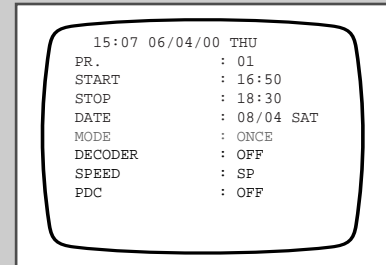 15:07 06/04/00 THU
PR. : 01
START : 16:50
STOP : 18:30
DATE : 08/04 SAT
MODE : ONCE
DECODER : OFF
SPEED : SP
PDC : OFF